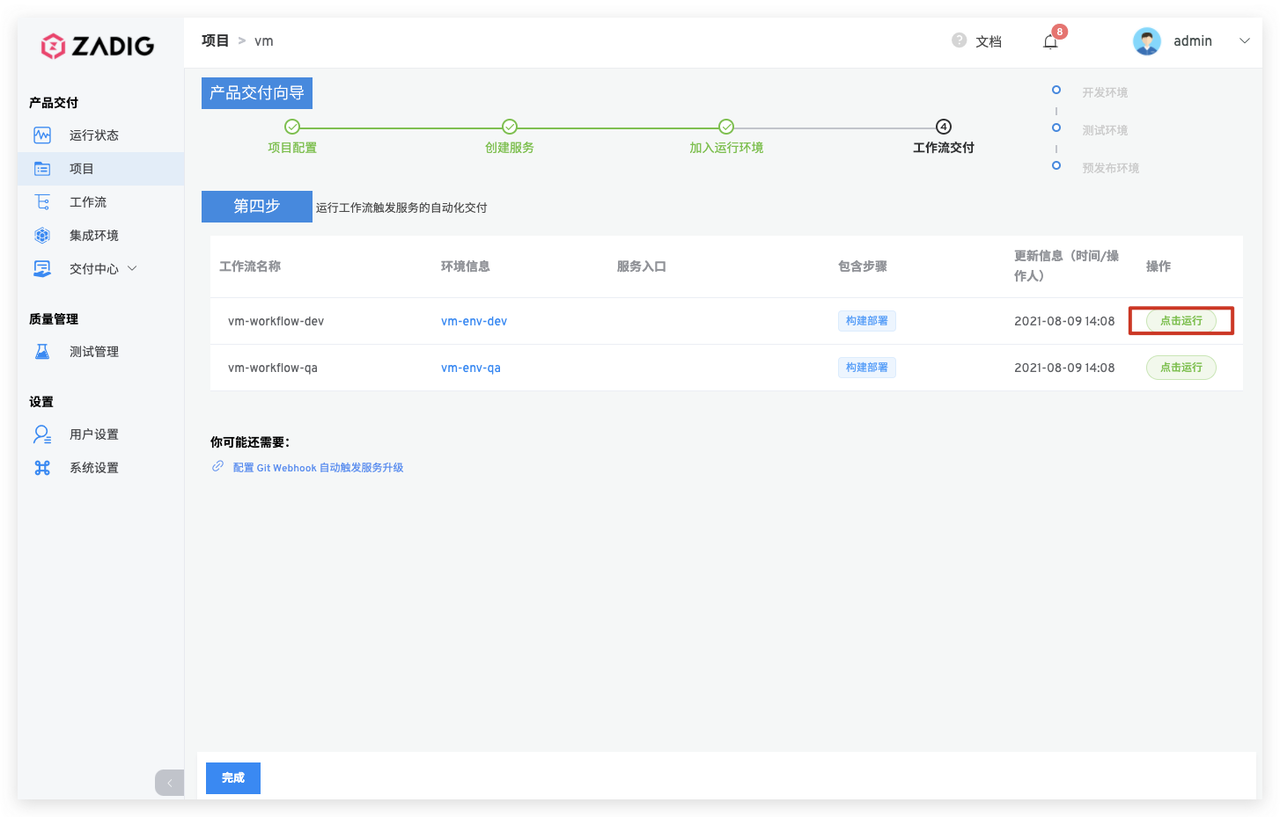 ZADIG
项目 > vm
文档
8
admin
产品交付
运行状态
项目
工作流
集成环境
交付中心
质量管理
测试管理
设置
用户设置
系统设置
产品交付向导
项目配置
创建服务
加入运行环境
4
工作流交付
开发环境
测试环境
预发布环境
第四步 运行工作流触发服务的自动化交付
工作流名称 环境信息 服务入口 包含步骤 更新信息（时间/操作人） 操作
vm-workflow-dev vm-env-dev 构建部署 2021-08-09 14:08 点击运行
vm-workflow-qa vm-env-qa 构建部署 2021-08-09 14:08 点击运行
你可能还需要：
配置 Git Webhook 自动触发服务升级
完成